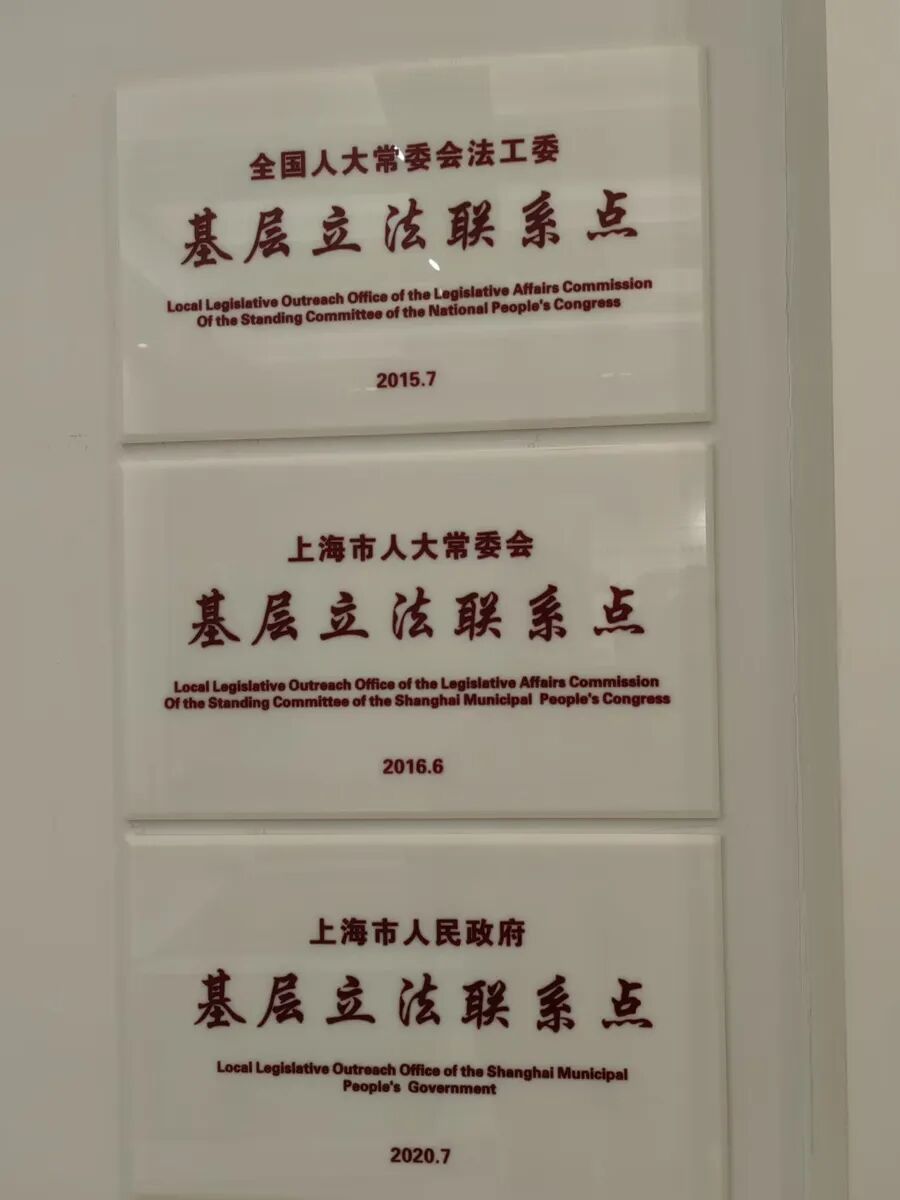 全国人大常委会法工委
基层立法联系点
Local Legislative Outreach Office of the Legislative Affairs Commission
Of the Standing Committee of the National People's Congress
2015.7
上海市人大常委会
基层立法联系点
Local Legislative Outreach Office of the Legislative Affairs Commission
Of the Standing Committee of the Shanghai Municipal People's Congress
2016.6
上海市人民政府
基层立法联系点
Local Legislative Outreach Office of the Shanghai Municipal
People's Government
2020.7